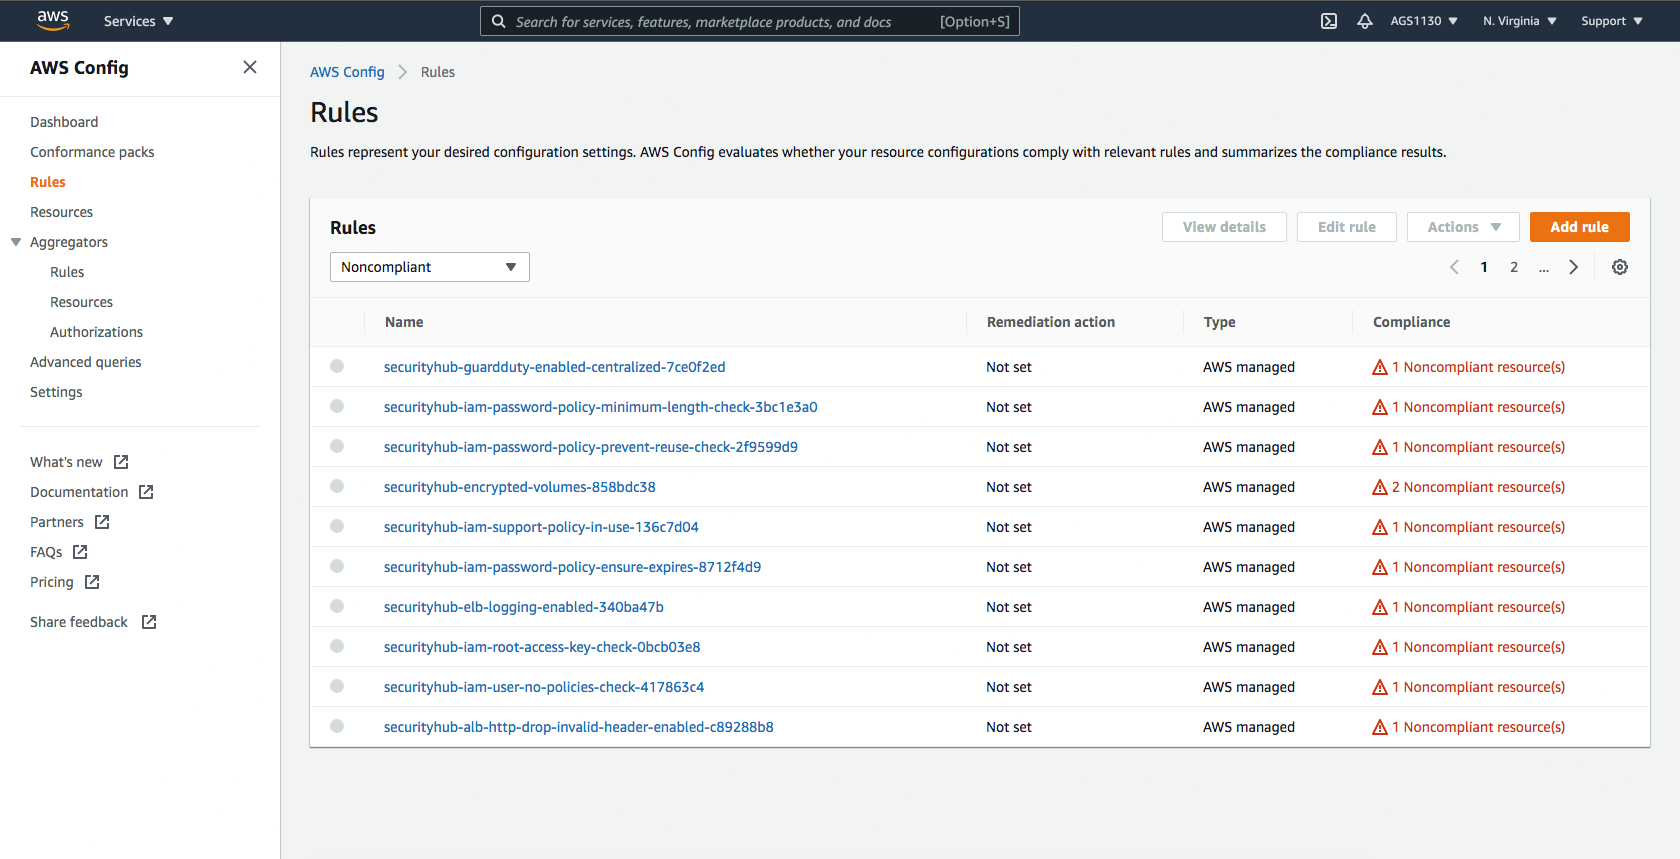 aws Services Search for services, features, marketplace products, and docs [Option+S] AGS1130 N. Virginia Support
AWS Config
Dashboard
Conformance packs
Rules
Resources
Aggregators
Rules
Resources
Authorizations
Advanced queries
Settings
What's new
Documentation
Partners
FAQs
Pricing
Share feedback
AWS Config Rules
Rules
Rules represent your desired configuration settings. AWS Config evaluates whether your resource configurations comply with relevant rules and summarizes the compliance results.
Rules View details Edit rule Actions Add rule
Noncompliant 1 2 ...
Name Remediation action Type Compliance
securityhub-guardduty-enabled-centralized-7ce0f2ed Not set AWS managed 1 Noncompliant resource(s)
securityhub-iam-password-policy-minimum-length-check-3bc1e3a0 Not set AWS managed 1 Noncompliant resource(s)
securityhub-iam-password-policy-prevent-reuse-check-2f9599d9 Not set AWS managed 1 Noncompliant resource(s)
securityhub-encrypted-volumes-858bdc38 Not set AWS managed 2 Noncompliant resource(s)
securityhub-iam-support-policy-in-use-136c7d04 Not set AWS managed 1 Noncompliant resource(s)
securityhub-iam-password-policy-ensure-expires-8712f4d9 Not set AWS managed 1 Noncompliant resource(s)
securityhub-elb-logging-enabled-340ba47b Not set AWS managed 1 Noncompliant resource(s)
securityhub-iam-root-access-key-check-0bcb03e8 Not set AWS managed 1 Noncompliant resource(s)
securityhub-iam-user-no-policies-check-417863c4 Not set AWS managed 1 Noncompliant resource(s)
securityhub-alb-http-drop-invalid-header-enabled-c89288b8 Not set AWS managed 1 Noncompliant resource(s)